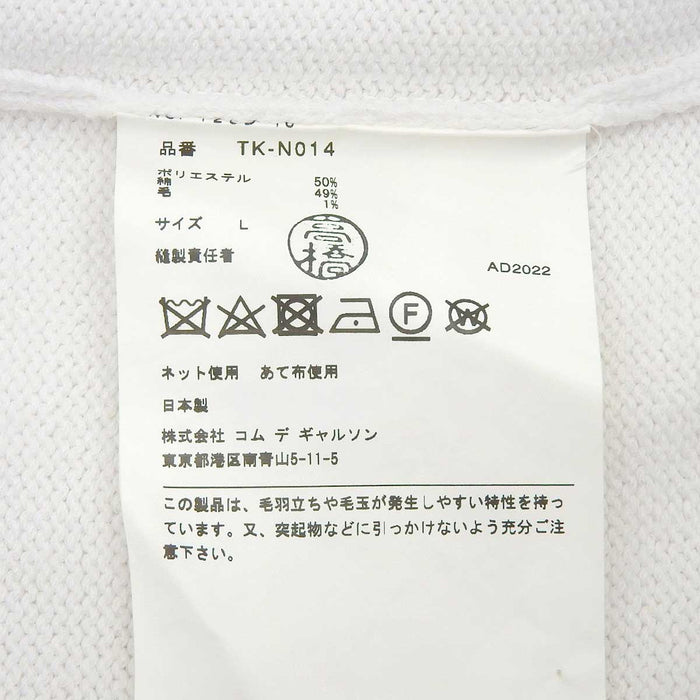 品番 TK-N014
ポリエステル 50%
綿 49%
毛 1%
サイズ L
縫製責任者 高橋
AD2022
F W
ネット使用 あて布使用
日本製
株式会社 コム デ ギャルソン
東京都港区南青山5-11-5
この製品は、毛羽立ちや毛玉が発生しやすい特性を持っ
ています。又、突起物などに引っかけないよう充分ご注
意下さい。